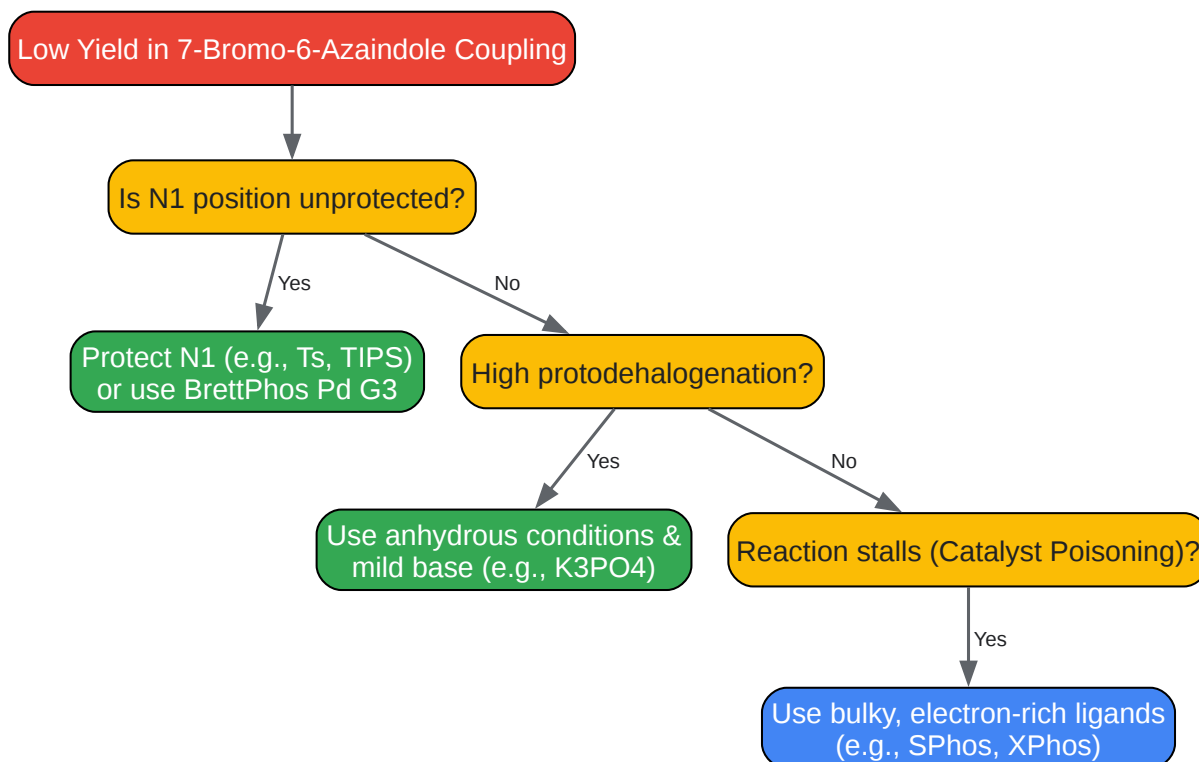 Low Yield in 7-Bromo-6-Azaindole Coupling
Is N1 position unprotected?
Yes
No
Protect N1 (e.g., Ts, TIPS)
or use BrettPhos Pd G3
High protodehalogenation?
Yes
No
Use anhydrous conditions &
mild base (e.g., K3PO4)
Reaction stalls (Catalyst Poisoning)?
Yes
Use bulky, electron-rich ligands
(e.g., SPhos, XPhos)